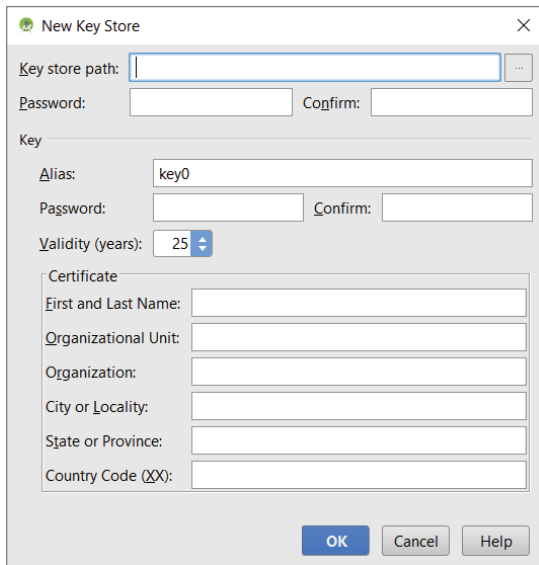 New Key Store
Key store path: ...
Password: Confirm:
Key
Alias: key0
Password: Confirm:
Validity (years): 25
Certificate
First and Last Name:
Organizational Unit:
Organization:
City or Locality:
State or Province:
Country Code (XX):
OK Cancel Help